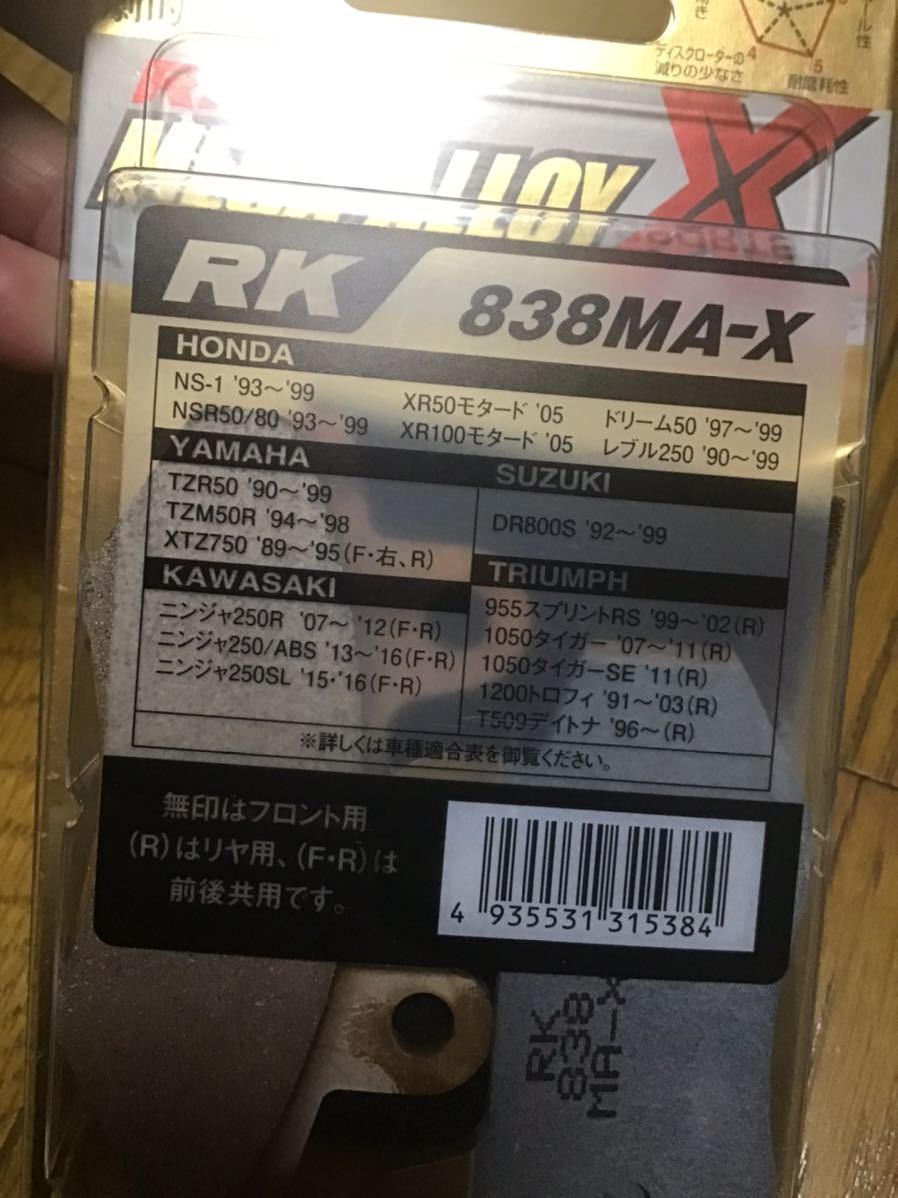 ディスクローターの 4
減りの少なさ
5
耐磨耗性
ALLOY X
RK 838MA-X
HONDA
NS-1 '93〜'99 XR50モタード '05 ドリーム50 '97〜'99
NSR50/80 '93〜'99 XR100モタード '05 レブル250 '90〜'99
YAMAHA
TZR50 '90〜'99
TZM50R '94〜'98
XTZ750 '89〜'95(F・右、R)
SUZUKI
DR800S '92〜'99
KAWASAKI
ニンジャ250R '07〜'12(F・R)
ニンジャ250/ABS '13〜'16(F・R)
ニンジャ250SL '15・'16(F・R)
TRIUMPH
955スプリントRS '99〜'02(R)
1050タイガー '07〜'11(R)
1050タイガーSE '11(R)
1200トロフィ '91〜'03(R)
T509デイトナ '96〜(R)
※詳しくは車種適合表を御覧ください。
無印はフロント用
(R)はリヤ用、(F・R)は
前後共用です。
4 935531 315384
RK
838
MA-X